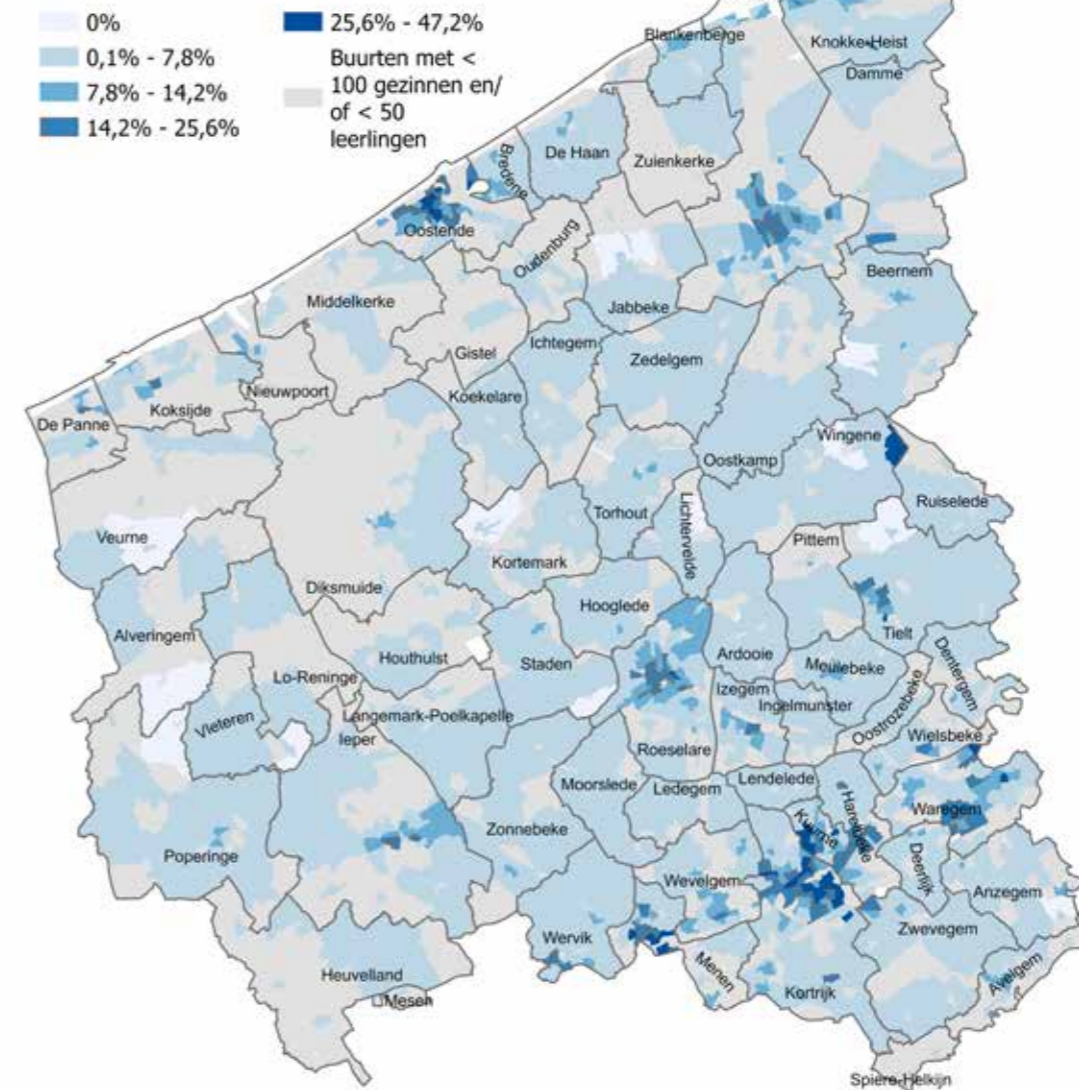 0%
0,1% - 7,8%
7,8% - 14,2%
14,2% - 25,6%
25,6% - 47,2%
Buurten met <
100 gezinnen en/
of < 50
leerlingen
Blankenberge
Knokke-Heist
Damme
De Haan
Bredene
Zuienkerke
Oostende
Oudenburg
Beernem
Middelkerke
Jabbeke
Ichtegem
Gistel
Zedelgem
Nieuwpoort
Koekelare
Koksijde
De Panne
Wingene
Oostkamp
Ruiselede
Torhout
Lichtervelde
Veurne
Pittem
Kortemark
Diksmuide
Hooglede
Alveringem
Tielt
Houthulst
Staden
Ardooie
Meulebeke
Dentergem
Lo-Reninge
Izegem
Ingelmunster
Oostrozebeke
Langemark-Poelkapelle
Vleteren
Ieper
Roeselare
Wielsbeke
Moorslede
Ledegem
Lendelede
Harelbeke
Waregem
Kuurne
Zonnebeke
Poperinge
Deerlijk
Wevelgem
Anzegem
Zwevegem
Wervik
Menen
Heuvelland
Avelgem
Kortrijk
Mesen
Spiere-Helkijn